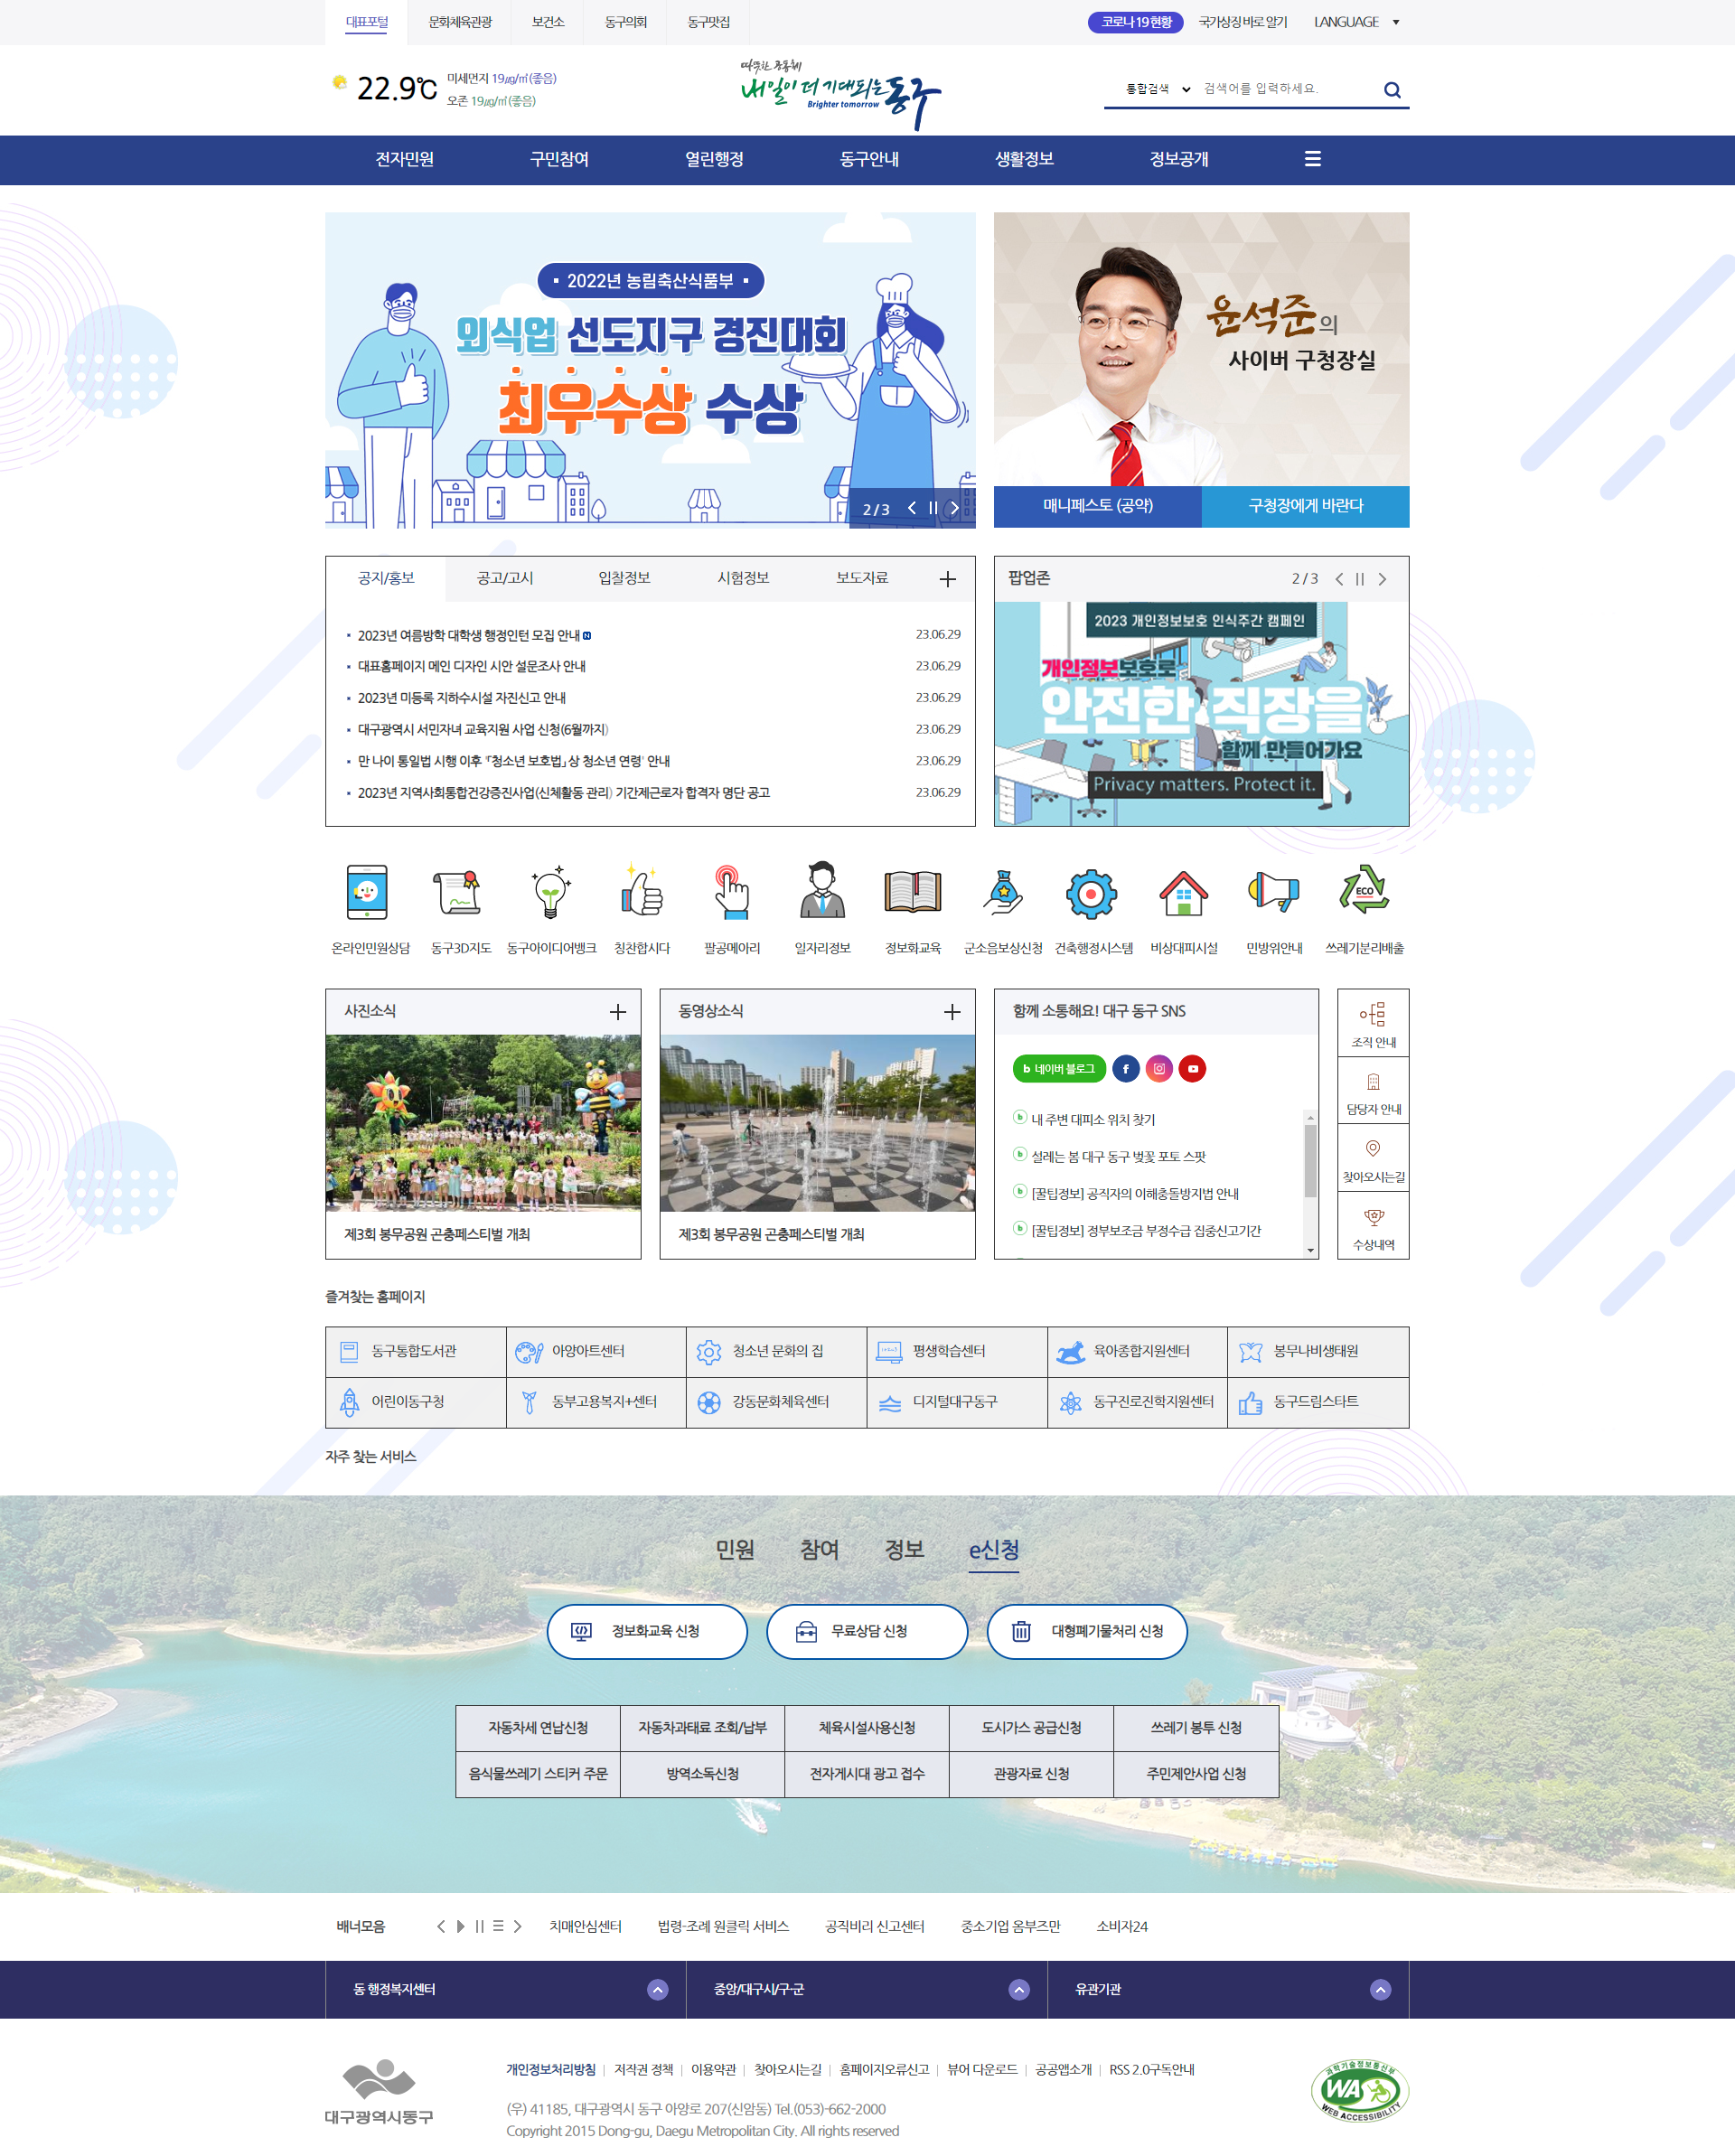 대표포털 문화체육관광 보건소 동구의회 동구맛집 코로나19 현황 국가상징 바로 알기 LANGUAGE
22.9℃ 미세먼지 19㎍/㎥(좋음)
오존 19㎍/㎥(좋음)
따뜻한 공동체
내일이 더 기대되는 동구
Brighter tomorrow
통합검색 검색어를 입력하세요.
전자민원 구민참여 열린행정 동구안내 생활정보 정보공개
2022년 농림축산식품부
외식업 선도지구 경진대회
최우수상 수상
2/3
윤석준의
사이버 구청장실
매니페스토 (공약) 구청장에게 바란다
공지/홍보 공고/고시 입찰정보 시험정보 보도자료
2023년 여름방학 대학생 행정인턴 모집 안내 N 23.06.29
대표홈페이지 메인 디자인 시안 설문조사 안내 23.06.29
2023년 미등록 지하수시설 자진신고 안내 23.06.29
대구광역시 서민자녀 교육지원 사업 신청(6월까지) 23.06.29
만 나이 통일법 시행 이후 「청소년 보호법」 상 청소년 연령 안내 23.06.29
2023년 지역사회통합건강증진사업(신체활동 관리) 기간제근로자 합격자 명단 공고 23.06.29
팝업존 2/3
2023 개인정보보호 인식주간 캠페인
개인정보보호로
안전한 직장을
함께 만들어가요
Privacy matters. Protect it.
ECO
온라인민원상담 동구3D지도 동구아이디어뱅크 칭찬합시다 팔공메아리 일자리정보 정보화교육 군소음보상신청 건축행정시스템 비상대피시설 민방위안내 쓰레기분리배출
사진소식
제3회 봉무공원 곤충페스티벌 개최
동영상소식
제3회 봉무공원 곤충페스티벌 개최
함께 소통해요! 대구 동구 SNS
b 네이버 블로그
내 주변 대피소 위치 찾기
설레는 봄 대구 동구 벚꽃 포토 스팟
[꿀팁정보] 공직자의 이해충돌방지법 안내
[꿀팁정보] 정부보조금 부정수급 집중신고기간
조직 안내
담당자 안내
찾아오시는길
수상내역
즐겨찾는 홈페이지
동구통합도서관 아양아트센터 청소년 문화의 집 평생학습센터 육아종합지원센터 봉무나비생태원
어린이동구청 동부고용복지+센터 강동문화체육센터 디지털대구동구 동구진로진학지원센터 동구드림스타트
자주 찾는 서비스
민원 참여 정보 e신청
정보화교육 신청 무료상담 신청 대형폐기물처리 신청
자동차세 연납신청 자동차과태료 조회/납부 체육시설사용신청 도시가스 공급신청 쓰레기 봉투 신청
음식물쓰레기 스티커 주문 방역소독신청 전자게시대 광고 접수 관광자료 신청 주민제안사업 신청
배너모음 치매안심센터 법령-조례 원클릭 서비스 공직비리 신고센터 중소기업 옴부즈만 소비자24
동 행정복지센터 중앙/대구시/구·군 유관기관
개인정보처리방침 저작권 정책 이용약관 찾아오시는길 홈페이지오류신고 뷰어 다운로드 공공앱소개 RSS 2.0구독안내
대구광역시동구
(우) 41185, 대구광역시 동구 아양로 207(신암동) Tel.(053)-662-2000
Copyright 2015 Dong-gu, Daegu Metropolitan City. All rights reserved
과학기술정보통신부
WA
WEB ACCESSIBILITY